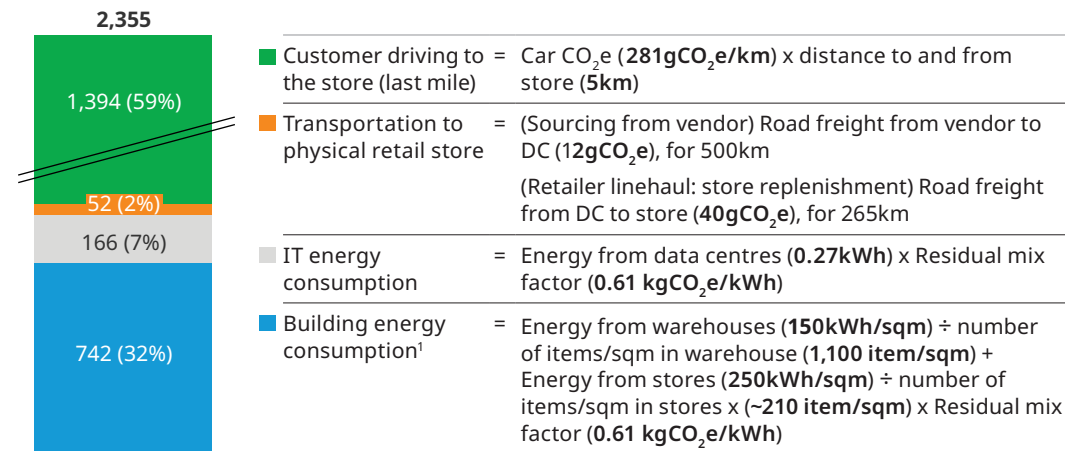 2,355
1,394 (59%)
52 (2%)
166 (7%)
742 (32%)
Customer driving to
the store (last mile)
= Car CO₂e (281gCO₂e/km) x distance to and from
store (5km)
Transportation to
physical retail store
= (Sourcing from vendor) Road freight from vendor to
DC (12gCO₂e), for 500km
(Retailer linehaul: store replenishment) Road freight
from DC to store (40gCO₂e), for 265km
IT energy
consumption
= Energy from data centres (0.27kWh) x Residual mix
factor (0.61 kgCO₂e/kWh)
Building energy
consumption¹
= Energy from warehouses (150kWh/sqm) ÷ number
of items/sqm in warehouse (1,100 item/sqm) +
Energy from stores (250kWh/sqm) ÷ number of
items/sqm in stores x (~210 item/sqm) x Residual mix
factor (0.61 kgCO₂e/kWh)